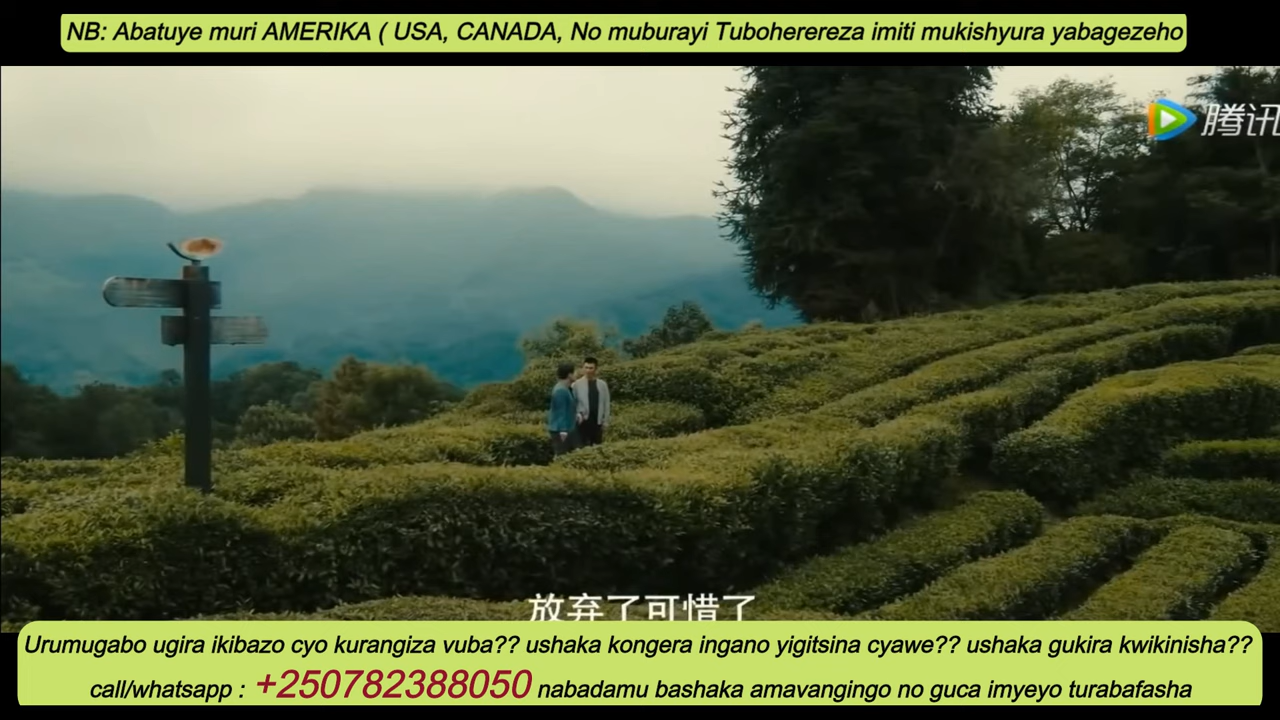 NB: Abatuye muri AMERIKA ( USA, CANADA, No muburayi Tuboherereza imiti mukishyura yabagezeho
腾讯
放弃了可惜了
Urumugabo ugira ikibazo cyo kurangiza vuba?? ushaka kongera ingano yigitsina cyawe?? ushaka gukira kwikinisha??
call/whatsapp : +250782388050 nabadamu bashaka amavangingo no guca imyeyo turabafasha